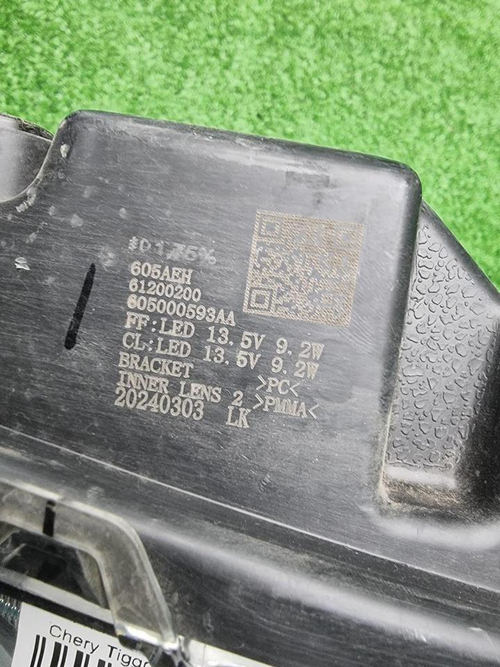 605AEH
61200200
605000593AA
FF:LED 13.5V 9.2W
CL:LED 13.5V 9.2W
BRACKET >PC<
INNER LENS 2 >PMMA<
20240303 LK
Chery